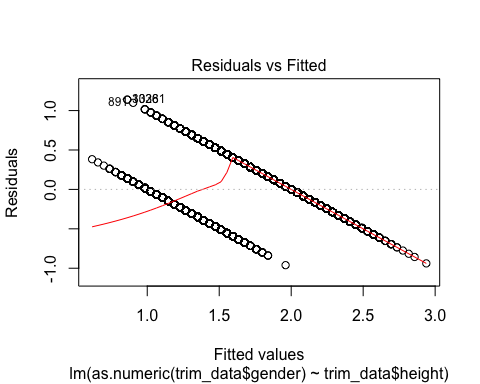 Residuals vs Fitted
Residuals
1.0
0.5
0.0
-1.0
1.0
1.5
2.0
2.5
3.0
Fitted values
lm(as.numeric(trim_data$gender) ~ trim_data$height)